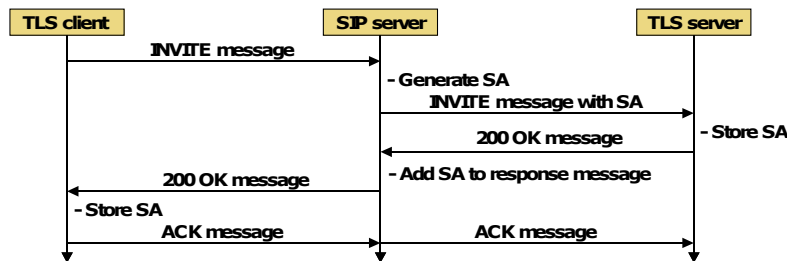 TLS client
SIP server
TLS server
INVITE message
- Generate SA
INVITE message with SA
- Store SA
200 OK message
200 OK message
- Add SA to response message
- Store SA
ACK message
ACK message